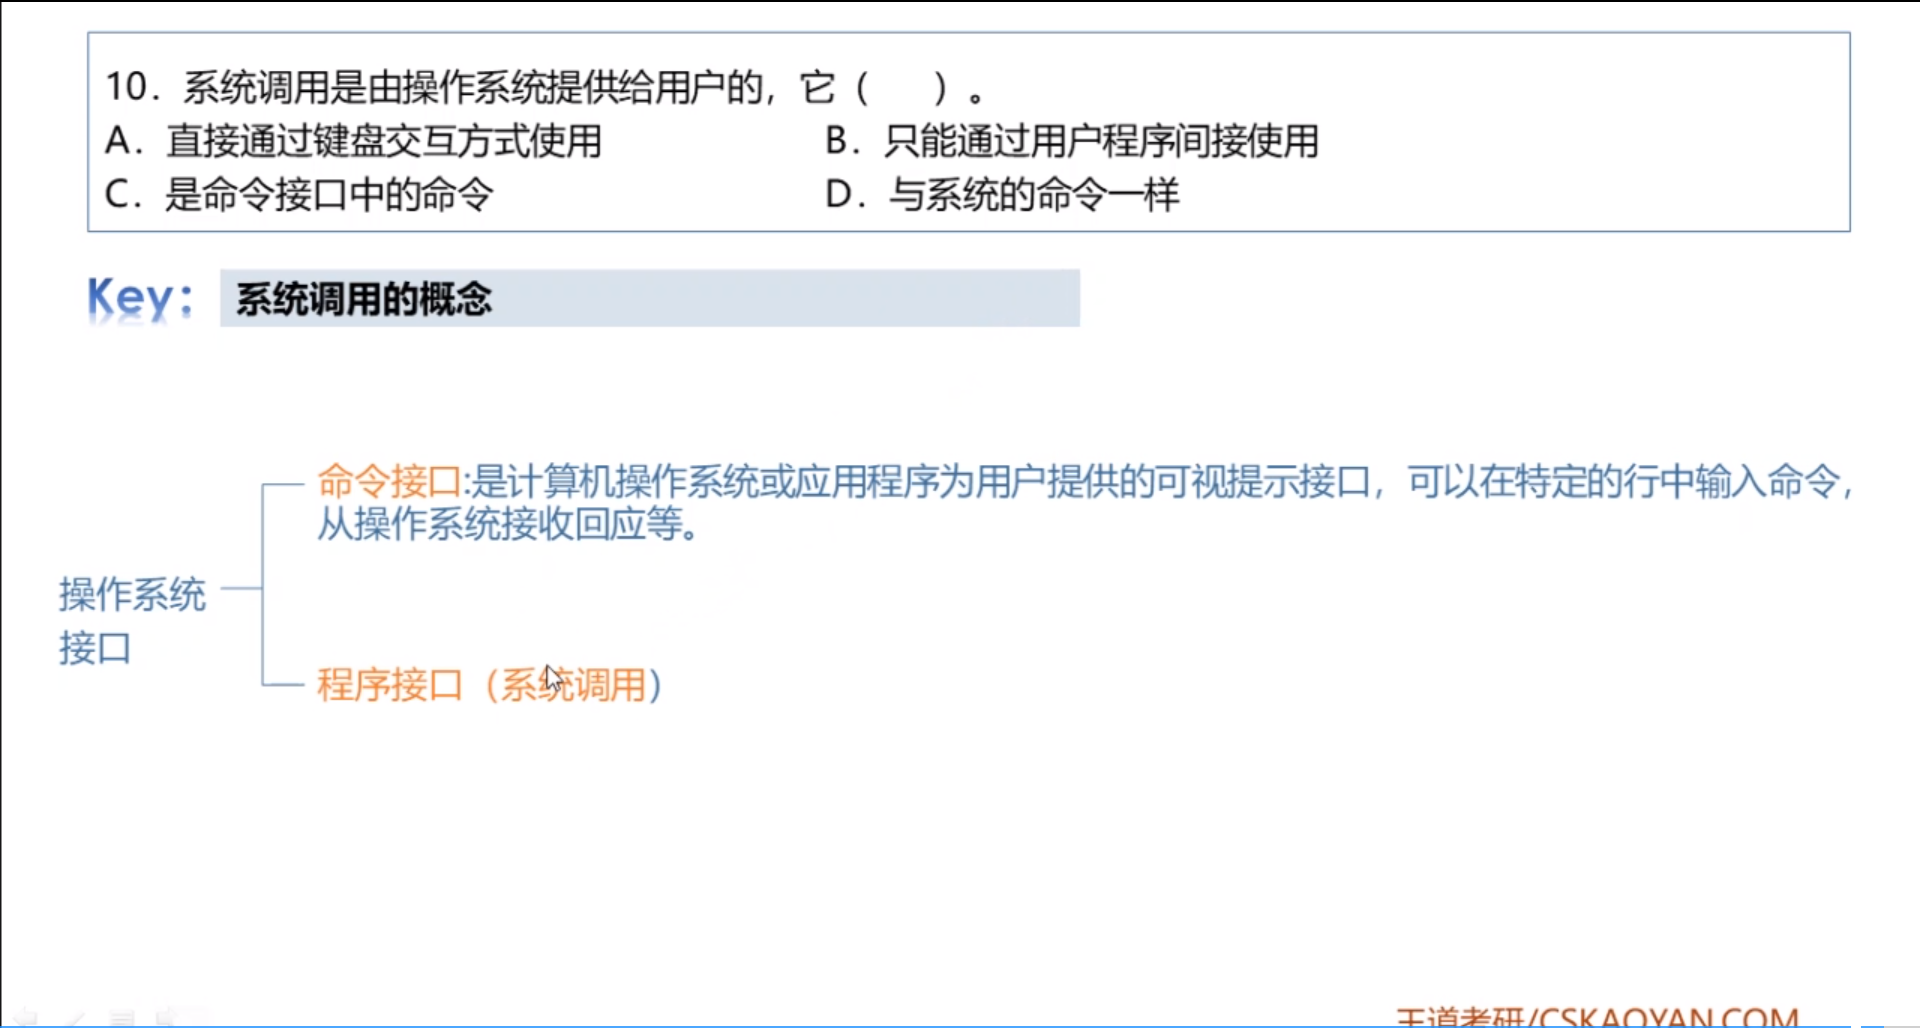 10. 系统调用是由操作系统提供给用户的，它（　　）。
A. 直接通过键盘交互方式使用
B. 只能通过用户程序间接使用
C. 是命令接口中的命令
D. 与系统的命令一样
Key: 系统调用的概念
命令接口:是计算机操作系统或应用程序为用户提供的可视提示接口，可以在特定的行中输入命令，
从操作系统接收回应等。
操作系统
接口
程序接口（系统调用）
王道考研/CSKAOYAN.COM